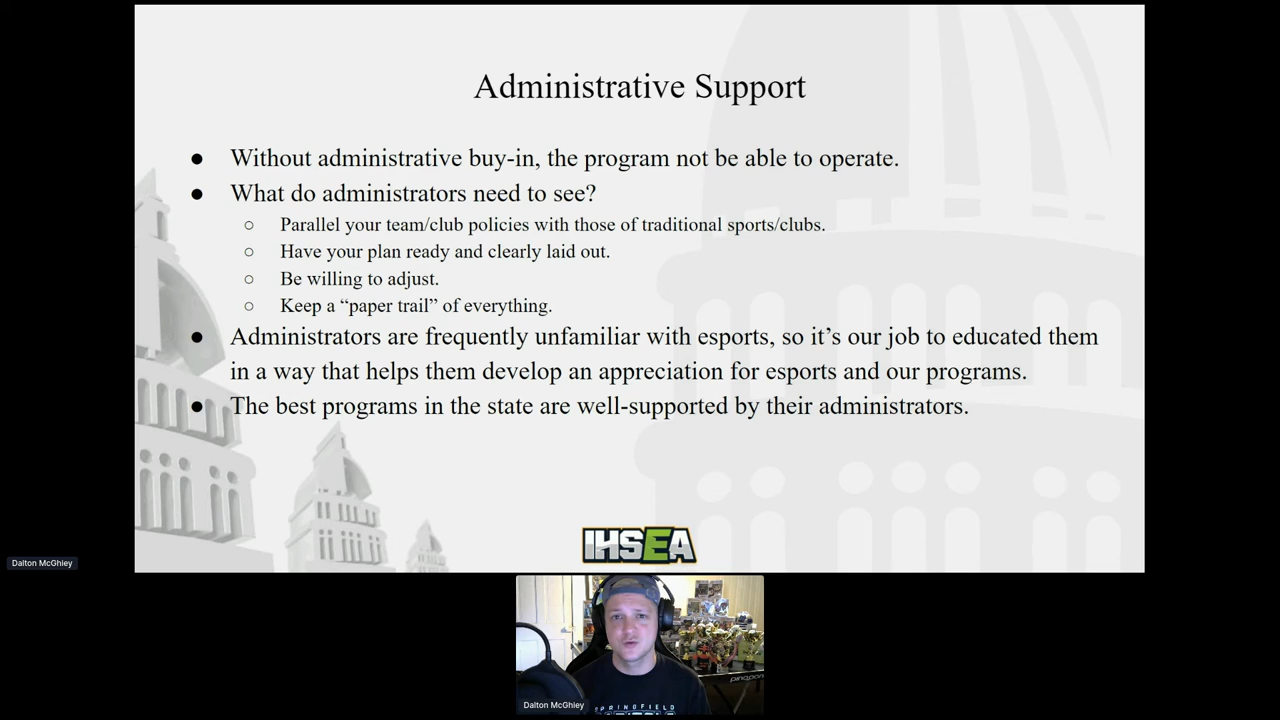 Administrative Support
● Without administrative buy-in, the program not be able to operate.
● What do administrators need to see?
○ Parallel your team/club policies with those of traditional sports/clubs.
○ Have your plan ready and clearly laid out.
○ Be willing to adjust.
○ Keep a “paper trail” of everything.
● Administrators are frequently unfamiliar with esports, so it’s our job to educated them
in a way that helps them develop an appreciation for esports and our programs.
● The best programs in the state are well-supported by their administrators.
IHSEA
Dalton McGhley
Dalton McGhley
SPRINGFIELD